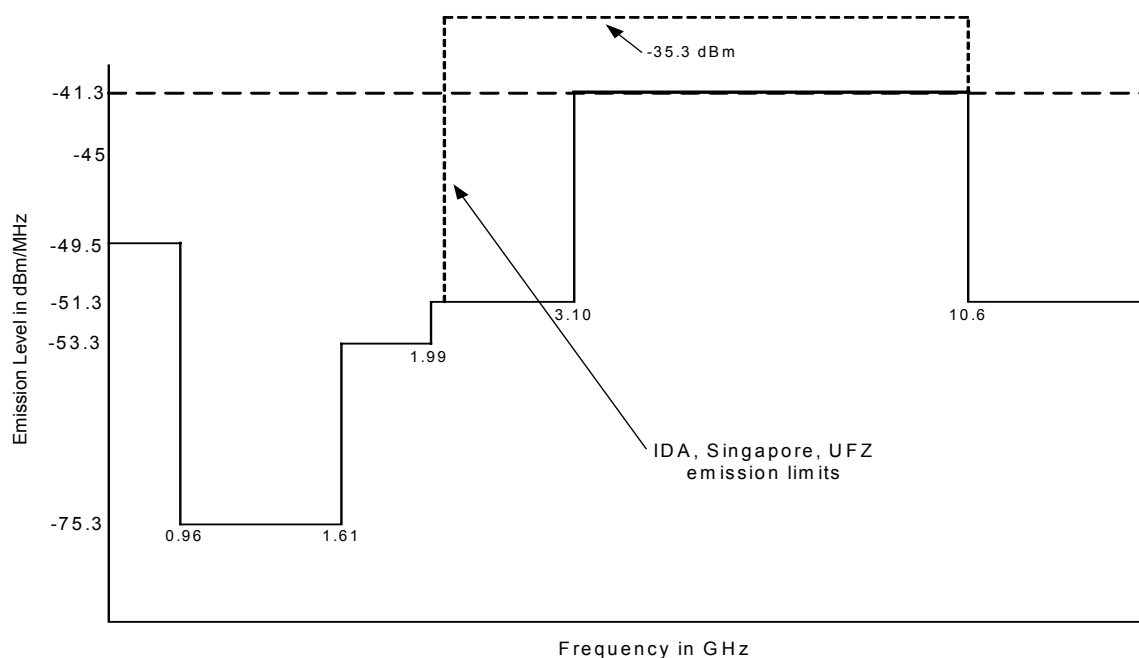 -35.3 dBm
-41.3
-45
-49.5
-51.3
-53.3
-75.3
3.10
10.6
1.99
0.96
1.61
IDA, Singapore, UFZ
emission limits
Emission Level in dBm/MHz
Frequency in GHz